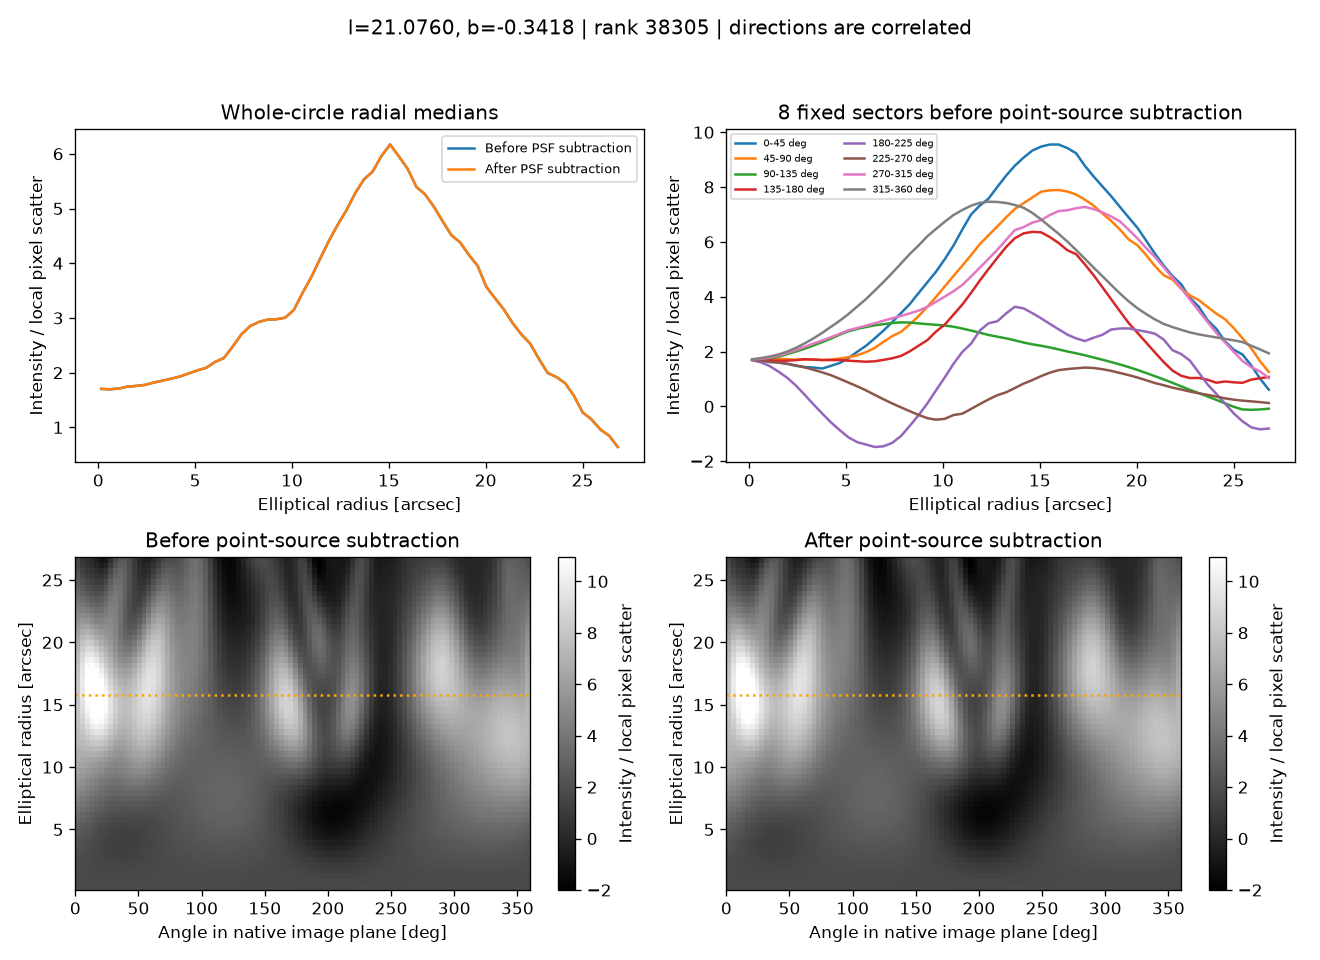 l=21.0760, b=-0.3418 | rank 38305 | directions are correlated
Whole-circle radial medians
Intensity / local pixel scatter
6
5
4
3
2
1
Before PSF subtraction
After PSF subtraction
0 5 10 15 20 25
Elliptical radius [arcsec]
8 fixed sectors before point-source subtraction
Intensity / local pixel scatter
10
8
6
4
2
0
−2
0-45 deg
45-90 deg
90-135 deg
135-180 deg
180-225 deg
225-270 deg
270-315 deg
315-360 deg
0 5 10 15 20 25
Elliptical radius [arcsec]
Before point-source subtraction
Elliptical radius [arcsec]
25
20
15
10
5
0 50 100 150 200 250 300 350
Angle in native image plane [deg]
10
8
6
4
2
0
−2
Intensity / local pixel scatter
After point-source subtraction
Elliptical radius [arcsec]
25
20
15
10
5
0 50 100 150 200 250 300 350
Angle in native image plane [deg]
10
8
6
4
2
0
−2
Intensity / local pixel scatter